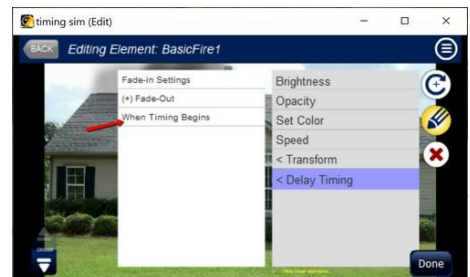 timing sim (Edit)
BACK
Editing Element: BasicFire1
Fade-in Settings
(+) Fade-Out
When Timing Begins
Brightness
Opacity
Set Color
Speed
< Transform
< Delay Timing
Done